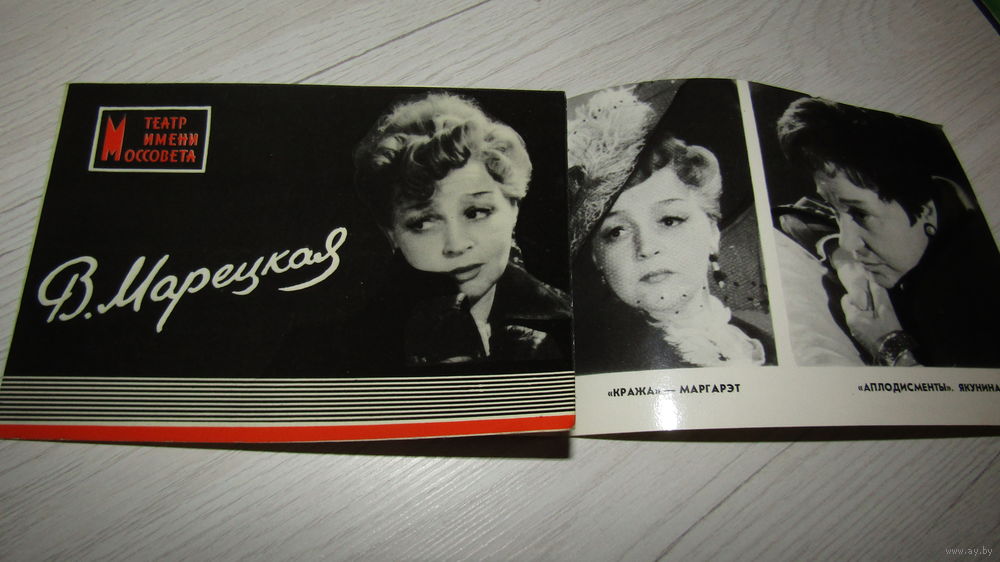 ТЕАТР
ИМЕНИ
МОССОВЕТА
В. Марецкая
«КРАЖА» — МАРГАРЭТ
«АПЛОДИСМЕНТЫ». ЯКУНИНА
www.ay.by